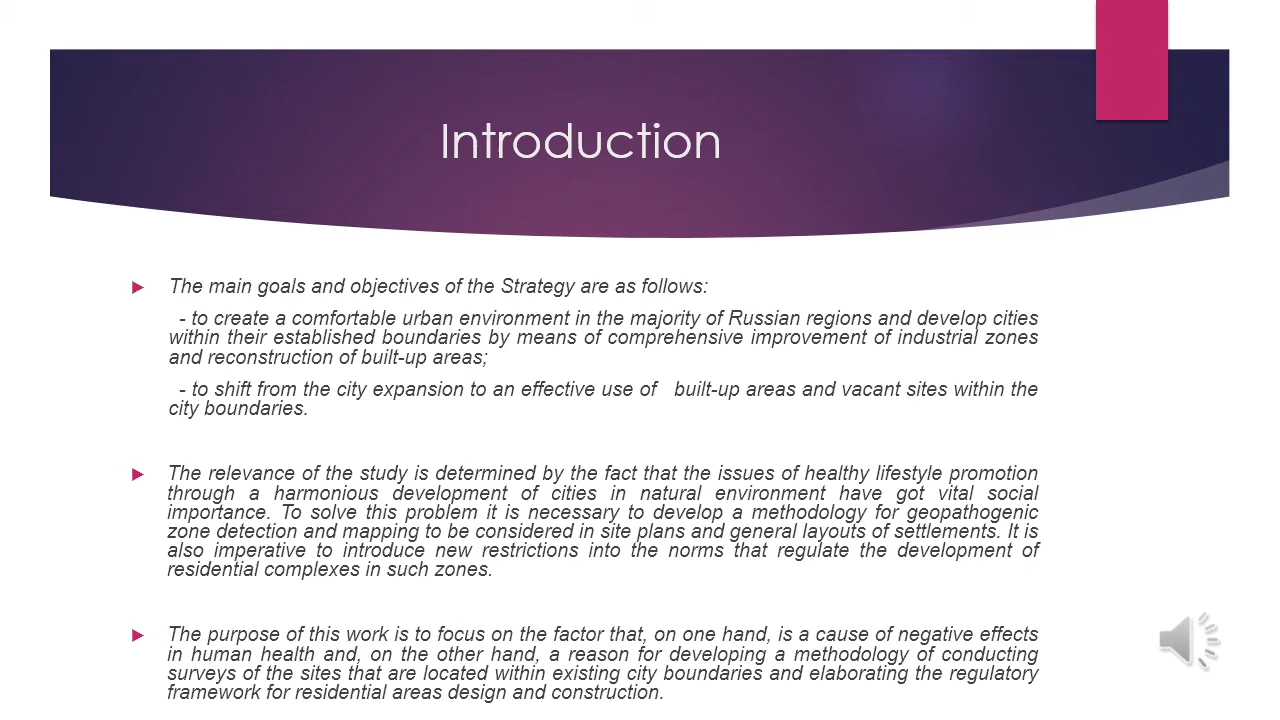 Introduction
The main goals and objectives of the Strategy are as follows:
- to create a comfortable urban environment in the majority of Russian regions and develop cities
within their established boundaries by means of comprehensive improvement of industrial zones
and reconstruction of built-up areas;
- to shift from the city expansion to an effective use of built-up areas and vacant sites within the
city boundaries.
The relevance of the study is determined by the fact that the issues of healthy lifestyle promotion
through a harmonious development of cities in natural environment have got vital social
importance. To solve this problem it is necessary to develop a methodology for geopathogenic
zone detection and mapping to be considered in site plans and general layouts of settlements. It is
also imperative to introduce new restrictions into the norms that regulate the development of
residential complexes in such zones.
The purpose of this work is to focus on the factor that, on one hand, is a cause of negative effects
in human health and, on the other hand, a reason for developing a methodology of conducting
surveys of the sites that are located within existing city boundaries and elaborating the regulatory
framework for residential areas design and construction.